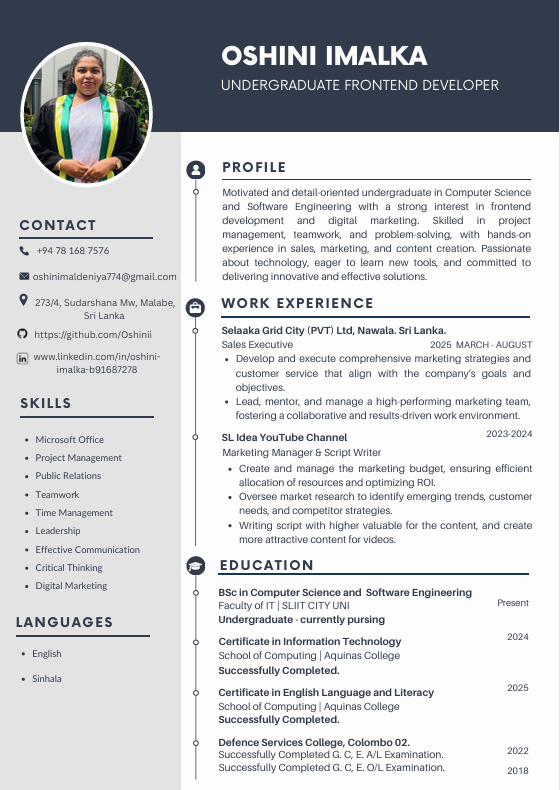 OSHINI IMALKA
UNDERGRADUATE FRONTEND DEVELOPER
CONTACT
+94 78 168 7576
oshinimaldeniya774@gmail.com
273/4, Sudarshana Mw, Malabe,
Sri Lanka
https://github.com/Oshinii
www.linkedin.com/in/oshini-
imalka-b91687278
SKILLS
• Microsoft Office
• Project Management
• Public Relations
• Teamwork
• Time Management
• Leadership
• Effective Communication
• Critical Thinking
• Digital Marketing
LANGUAGES
• English
• Sinhala
PROFILE
Motivated and detail-oriented undergraduate in Computer Science
and Software Engineering with a strong interest in frontend
development and digital marketing. Skilled in project
management, teamwork, and problem-solving, with hands-on
experience in sales, marketing, and content creation. Passionate
about technology, eager to learn new tools, and committed to
delivering innovative and effective solutions.
WORK EXPERIENCE
Selaaka Grid City (PVT) Ltd, Nawala. Sri Lanka.
Sales Executive 2025 MARCH - AUGUST
• Develop and execute comprehensive marketing strategies and
customer service that align with the company's goals and
objectives.
• Lead, mentor, and manage a high-performing marketing team,
fostering a collaborative and results-driven work environment.
SL Idea YouTube Channel 2023-2024
Marketing Manager & Script Writer
• Create and manage the marketing budget, ensuring efficient
allocation of resources and optimizing ROI.
• Oversee market research to identify emerging trends, customer
needs, and competitor strategies.
• Writing script with higher valuable for the content, and create
more attractive content for videos.
EDUCATION
BSc in Computer Science and Software Engineering
Faculty of IT | SLIIT CITY UNI Present
Undergraduate - currently pursing
Certificate in Information Technology 2024
School of Computing | Aquinas College
Successfully Completed.
Certificate in English Language and Literacy 2025
School of Computing | Aquinas College
Successfully Completed.
Defence Services College, Colombo 02.
Successfully Completed G. C, E. A/L Examination. 2022
Successfully Completed G. C, E. O/L Examination. 2018